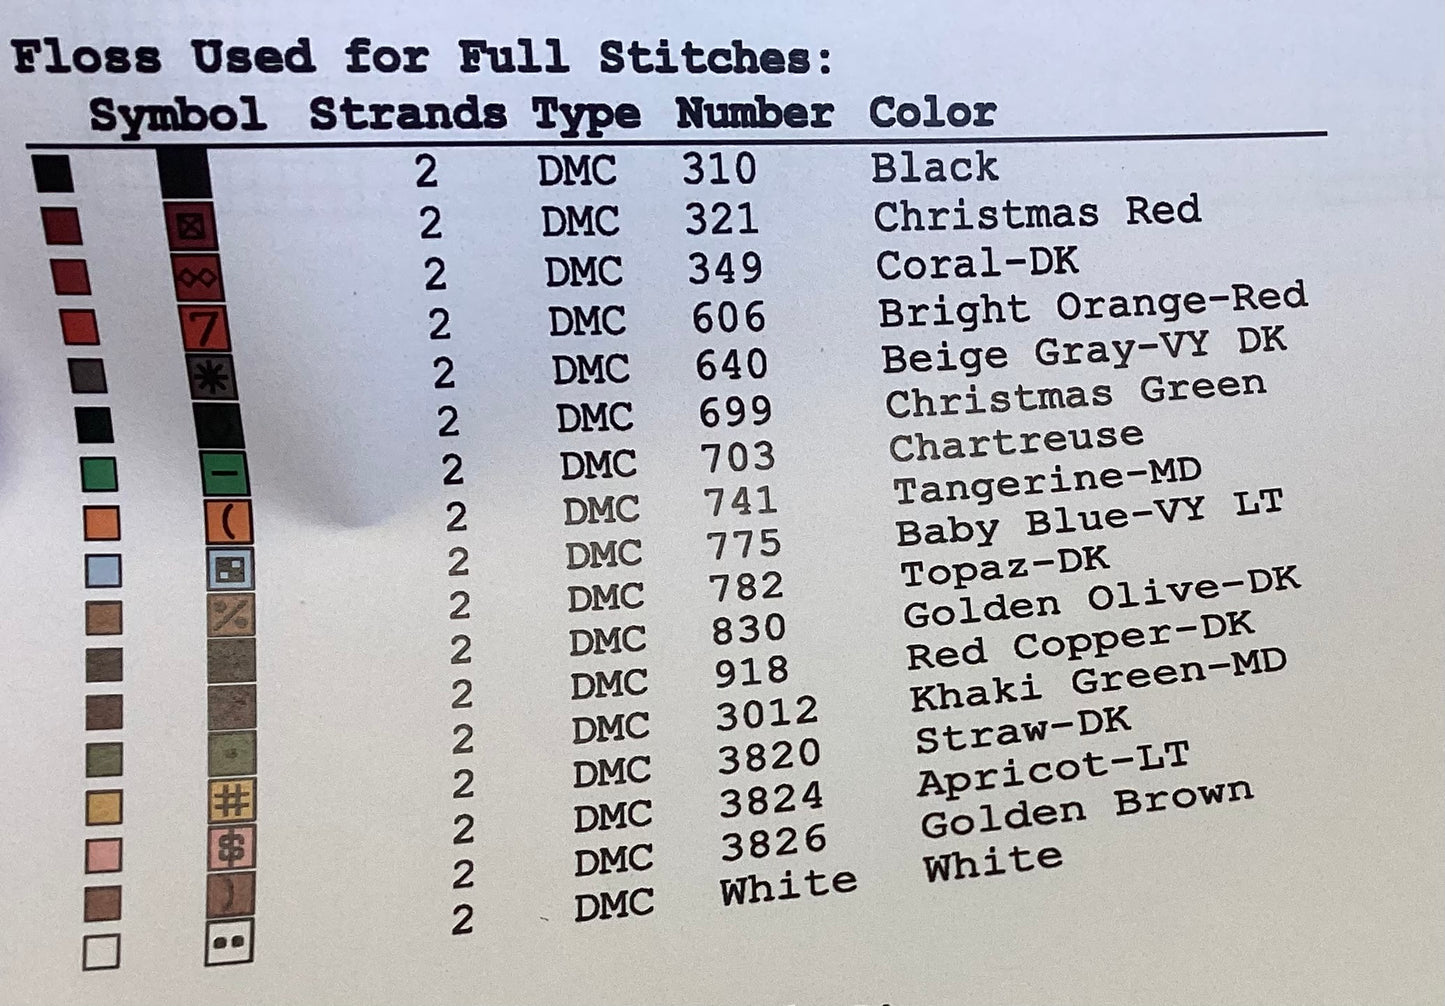 Floss Used for Full Stitches:
Symbol Strands Type Number Color
2 DMC 310 Black
2 DMC 321 Christmas Red
2 DMC 349 Coral-DK
7 2 DMC 606 Bright Orange-Red
* 2 DMC 640 Beige Gray-VY DK
2 DMC 699 Christmas Green
- 2 DMC 703 Chartreuse
( 2 DMC 741 Tangerine-MD
2 DMC 775 Baby Blue-VY LT
% 2 DMC 782 Topaz-DK
2 DMC 830 Golden Olive-DK
2 DMC 918 Red Copper-DK
2 DMC 3012 Khaki Green-MD
# 2 DMC 3820 Straw-DK
$ 2 DMC 3824 Apricot-LT
) 2 DMC 3826 Golden Brown
2 DMC White White